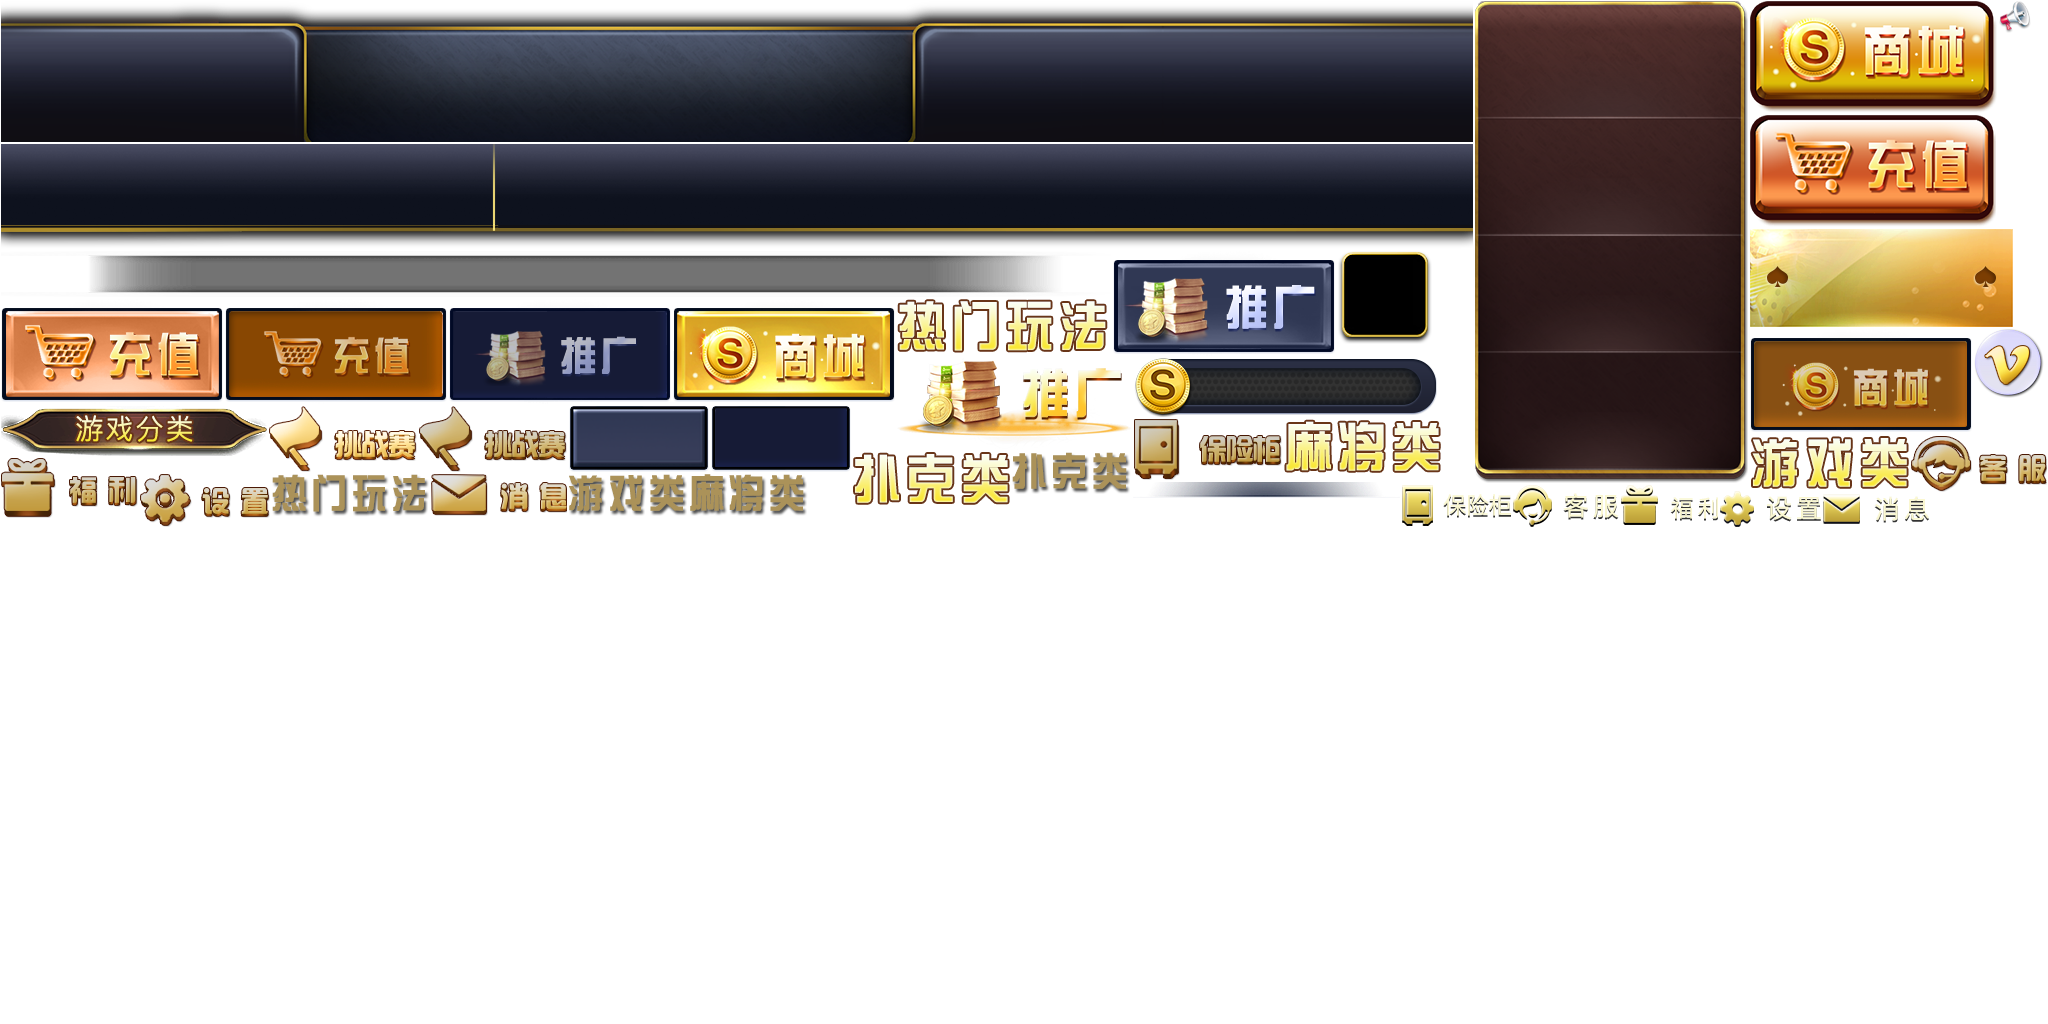 S 商城
充值
推广
充值
充值
推广
S 商城
热门玩法
推广
S
S 商城
V
游戏分类
挑战赛
挑战赛
保险柜
麻将类
游戏类
客服
扑克类
扑克类
福利
设置
热门玩法
消息
游戏类
麻将类
保险柜
客服
福利
设置
消息